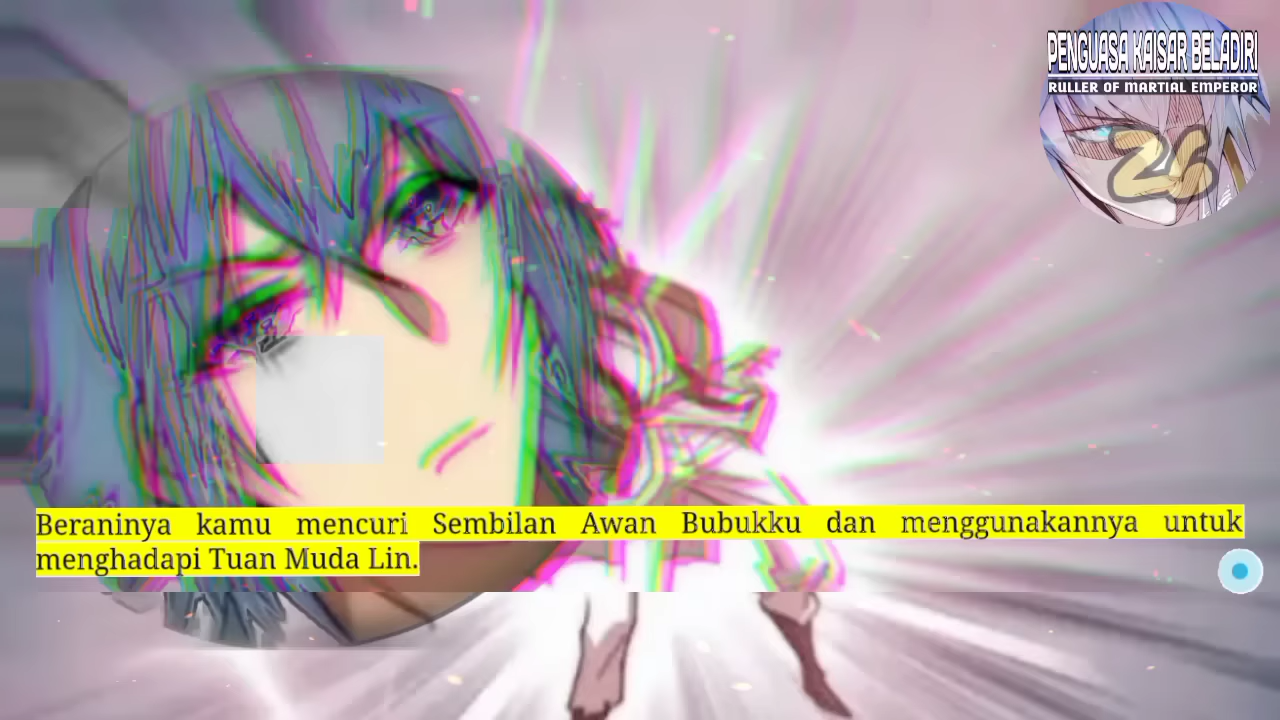 PENGUASA KAISAR BELADIRI
RULLER OF MARTIAL EMPEROR
26
Beraninya kamu mencuri Sembilan Awan Bubukku dan menggunakannya untuk
menghadapi Tuan Muda Lin.